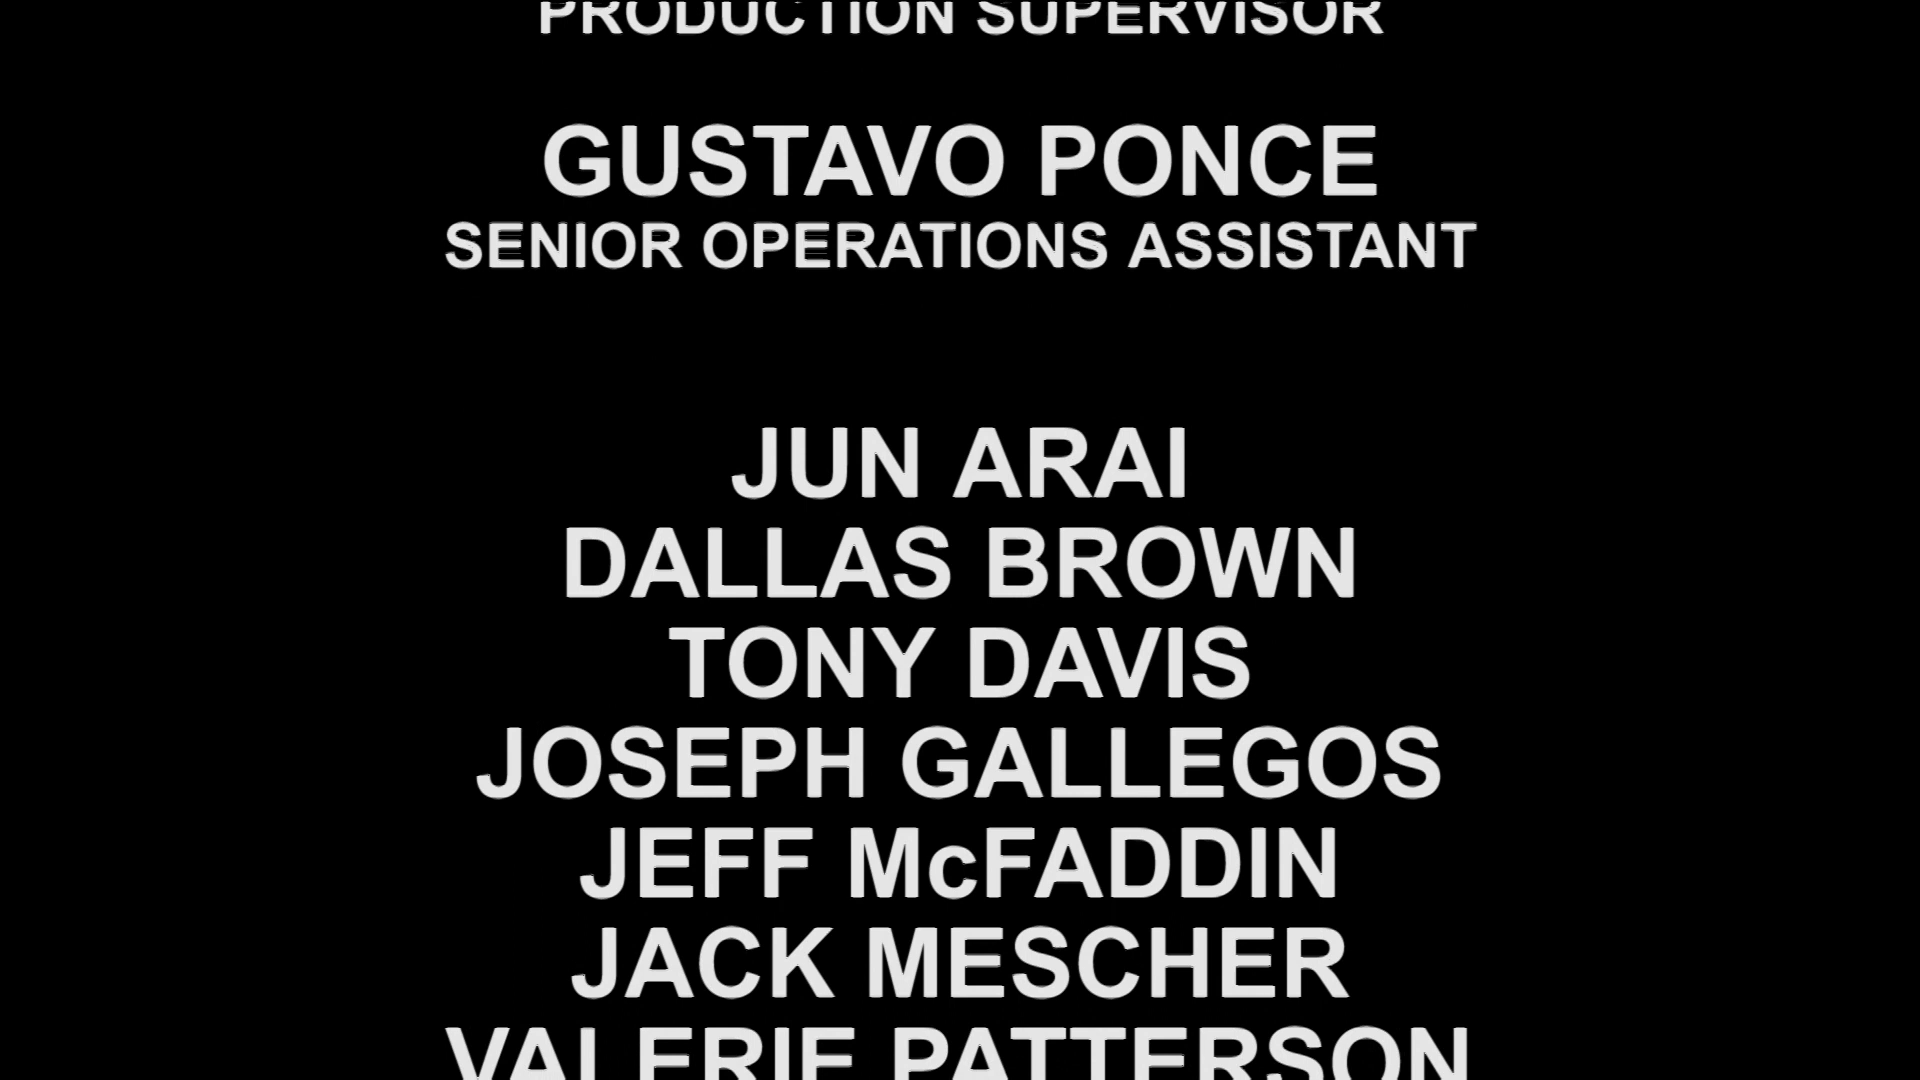 PRODUCTION SUPERVISOR
GUSTAVO PONCE
SENIOR OPERATIONS ASSISTANT
JUN ARAI
DALLAS BROWN
TONY DAVIS
JOSEPH GALLEGOS
JEFF McFADDIN
JACK MESCHER
VALERIE PATTERSON